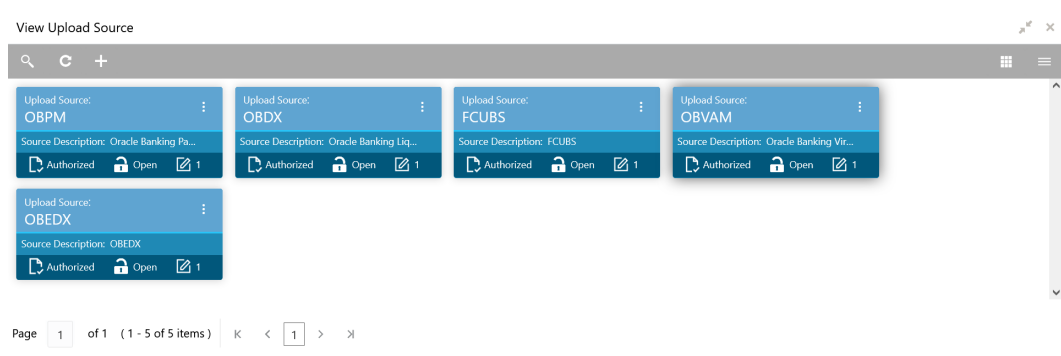 View Upload Source
Upload Source:
OBPM
Source Description: Oracle Banking Pa...
Authorized Open 1
Upload Source:
OBDX
Source Description: Oracle Banking Liq...
Authorized Open 1
Upload Source:
FCUBS
Source Description: FCUBS
Authorized Open 1
Upload Source:
OBVAM
Source Description: Oracle Banking Vir...
Authorized Open 1
Upload Source:
OBEDX
Source Description: OBEDX
Authorized Open 1
Page 1 of 1 ( 1 - 5 of 5 items ) 1